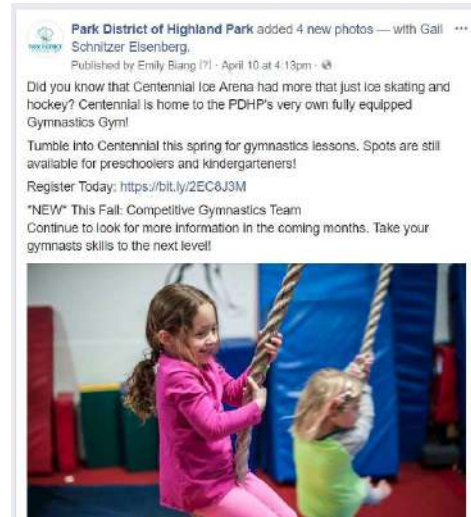 Park District of Highland Park added 4 new photos — with Gail
Schnitzer Eisenberg.
Published by Emily Biang [?] · April 10 at 4:13pm ·
Did you know that Centennial Ice Arena had more that just ice skating and
hockey? Centennial is home to the PDHP's very own fully equipped
Gymnastics Gym!
Tumble into Centennial this spring for gymnastics lessons. Spots are still
available for preschoolers and kindergarteners!
Register Today: https://bit.ly/2EC8J3M
*NEW* This Fall: Competitive Gymnastics Team
Continue to look for more information in the coming months. Take your
gymnasts skills to the next level!